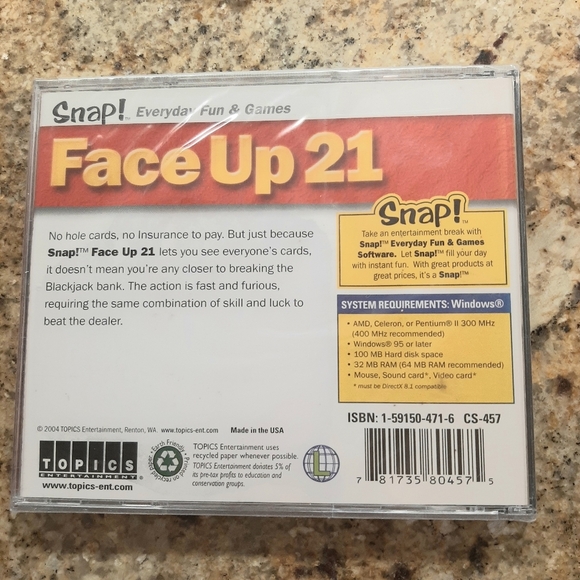 Snap!™ Everyday Fun & Games
Face Up 21
No hole cards, no Insurance to pay. But just because
Snap!™ Face Up 21 lets you see everyone's cards,
it doesn't mean you're any closer to breaking the
Blackjack bank. The action is fast and furious,
requiring the same combination of skill and luck to
beat the dealer.
Snap!™
Take an entertainment break with
Snap!™ Everyday Fun & Games
Software. Let Snap!™ fill your day
with instant fun. With great products at
great prices, it's a Snap!™
SYSTEM REQUIREMENTS: Windows®
• AMD, Celeron, or Pentium® II 300 MHz
(400 MHz recommended)
• Windows® 95 or later
• 100 MB Hard disk space
• 32 MB RAM (64 MB RAM recommended)
• Mouse, Sound card*, Video card*
* must be DirectX 8.1 compatible
© 2004 TOPICS Entertainment, Renton, WA www.topics-ent.com Made in the USA
ISBN: 1-59150-471-6 CS-457
TOPICS
ENTERTAINMENT®
www.topics-ent.com
Earth Friendly
Printing on recycled paper
TOPICS Entertainment uses
recycled paper whenever possible.
TOPICS Entertainment donates 5% of
its pre-tax profits to education and
conservation groups.
L
7 81735 80457 5